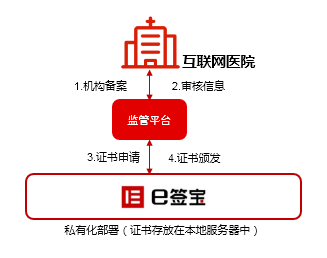 互联网医院
1.机构备案 2.审核信息
监管平台
3.证书申请 4.证书颁发
e签宝
私有化部署（证书存放在本地服务器中）